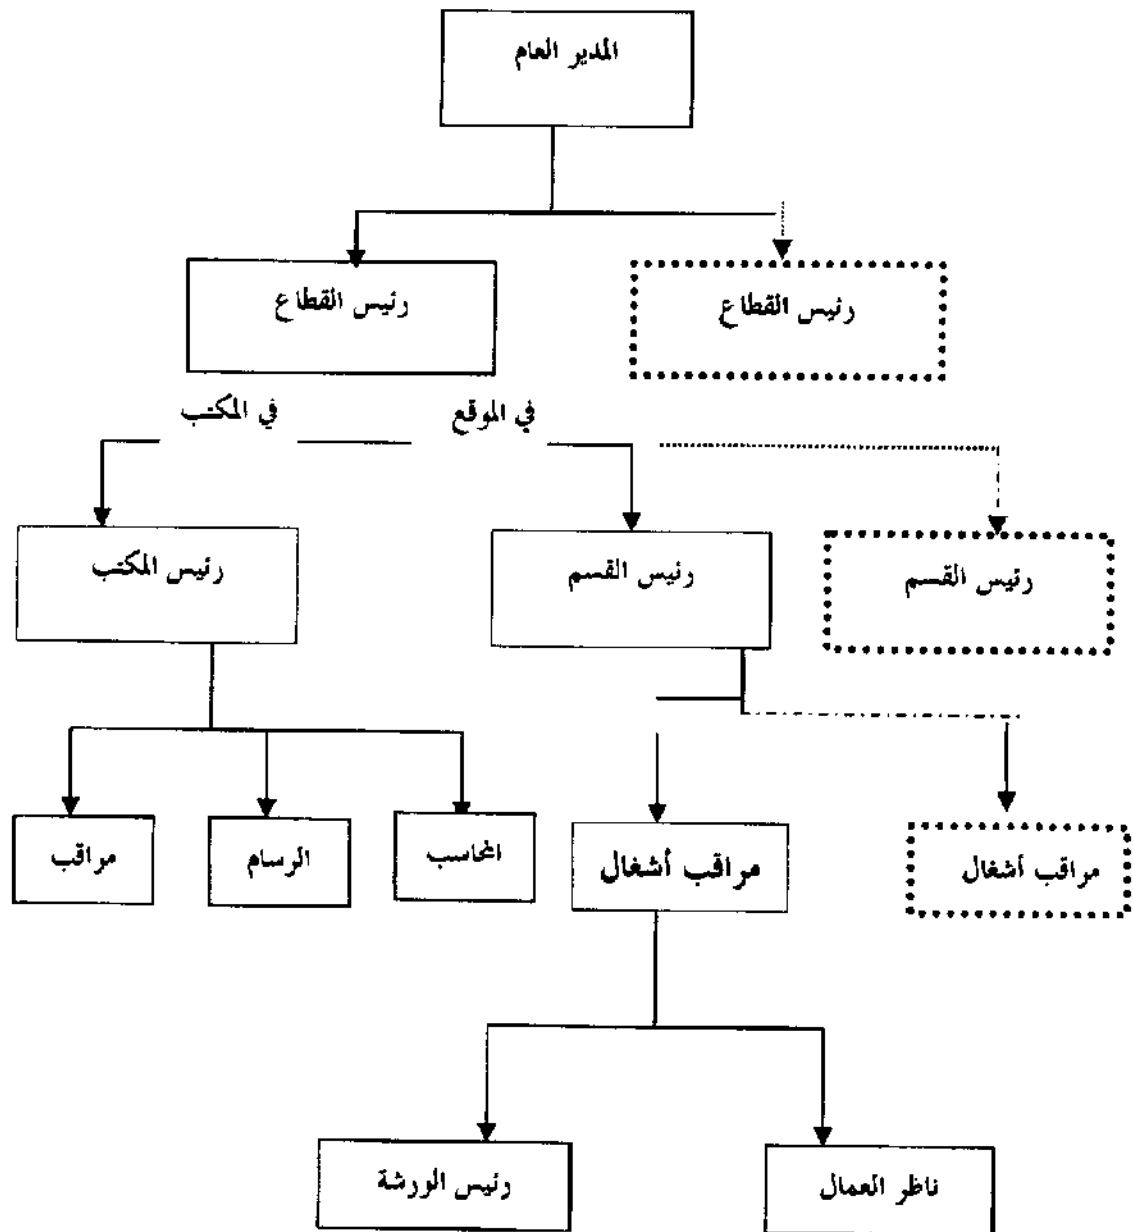 المدير العام
رئيس القطاع
رئيس القطاع
في الموقع
في المكتب
رئيس القسم
رئيس القسم
رئيس المكتب
مراقب أشغال
مراقب أشغال
المحاسب
الرسام
مراقب
ناظر العمال
رئيس الورشة